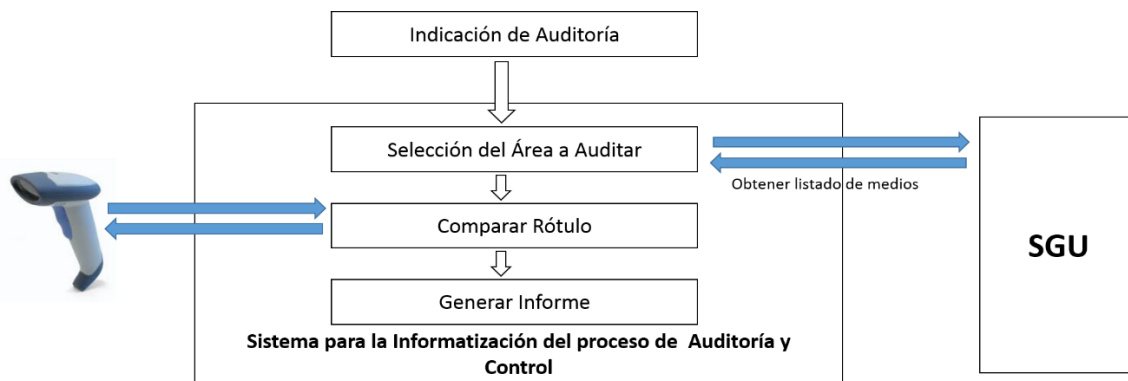 Indicación de Auditoría
Selección del Área a Auditar
Obtener listado de medios
Comparar Rótulo
SGU
Generar Informe
Sistema para la Informatización del proceso de Auditoría y
Control